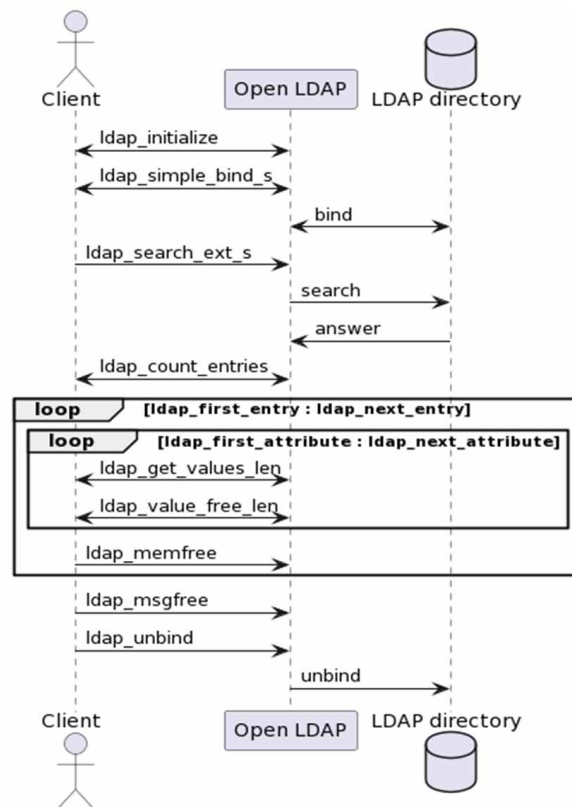 Client
Open LDAP
LDAP directory
ldap_initialize
ldap_simple_bind_s
bind
ldap_search_ext_s
search
answer
ldap_count_entries
loop [ldap_first_entry : ldap_next_entry]
loop [ldap_first_attribute : ldap_next_attribute]
ldap_get_values_len
ldap_value_free_len
ldap_memfree
ldap_msgfree
ldap_unbind
unbind
Client
Open LDAP
LDAP directory